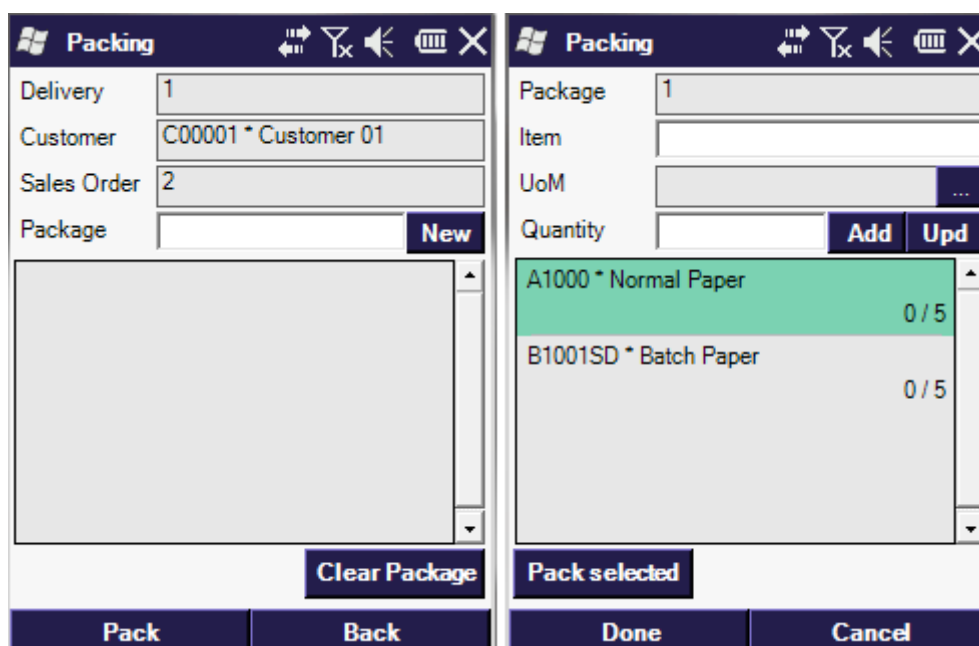 Packing
Delivery 1
Customer C00001 * Customer 01
Sales Order 2
Package New
Clear Package
Pack Back
Packing
Package 1
Item
UoM ...
Quantity Add Upd
A1000 * Normal Paper
0 / 5
B1001SD * Batch Paper
0 / 5
Pack selected
Done Cancel